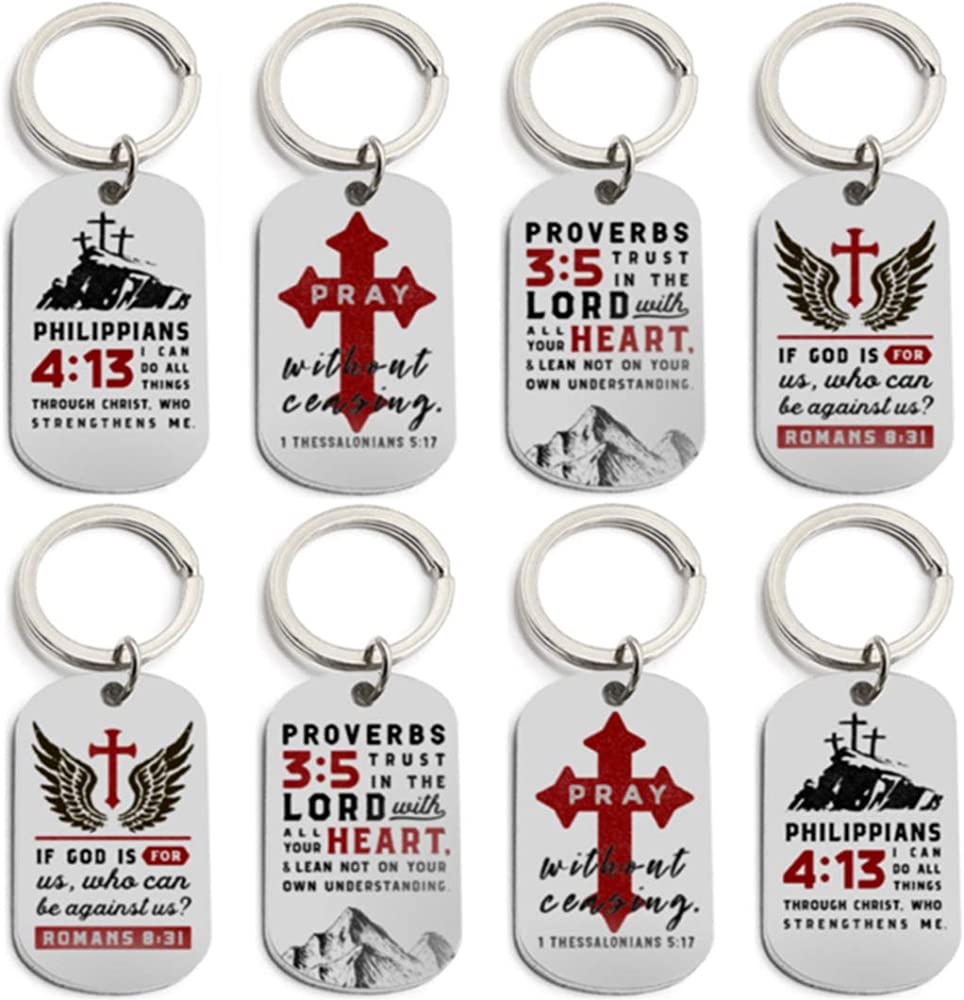 PHILIPPIANS
4:13 I CAN
DO ALL
THINGS
THROUGH CHRIST, WHO
STRENGTHENS ME.
PRAY
without
ceasing.
1 THESSALONIANS 5:17
PROVERBS
3:5 TRUST
IN THE
LORD with
ALL
YOUR HEART,
& LEAN NOT ON YOUR
OWN UNDERSTANDING.
IF GOD IS FOR
us, who can
be against us?
ROMANS 8:31
IF GOD IS FOR
us, who can
be against us?
ROMANS 8:31
PROVERBS
3:5 TRUST
IN THE
LORD with
ALL
YOUR HEART,
& LEAN NOT ON YOUR
OWN UNDERSTANDING.
PRAY
without
ceasing.
1 THESSALONIANS 5:17
PHILIPPIANS
4:13 I CAN
DO ALL
THINGS
THROUGH CHRIST, WHO
STRENGTHENS ME.